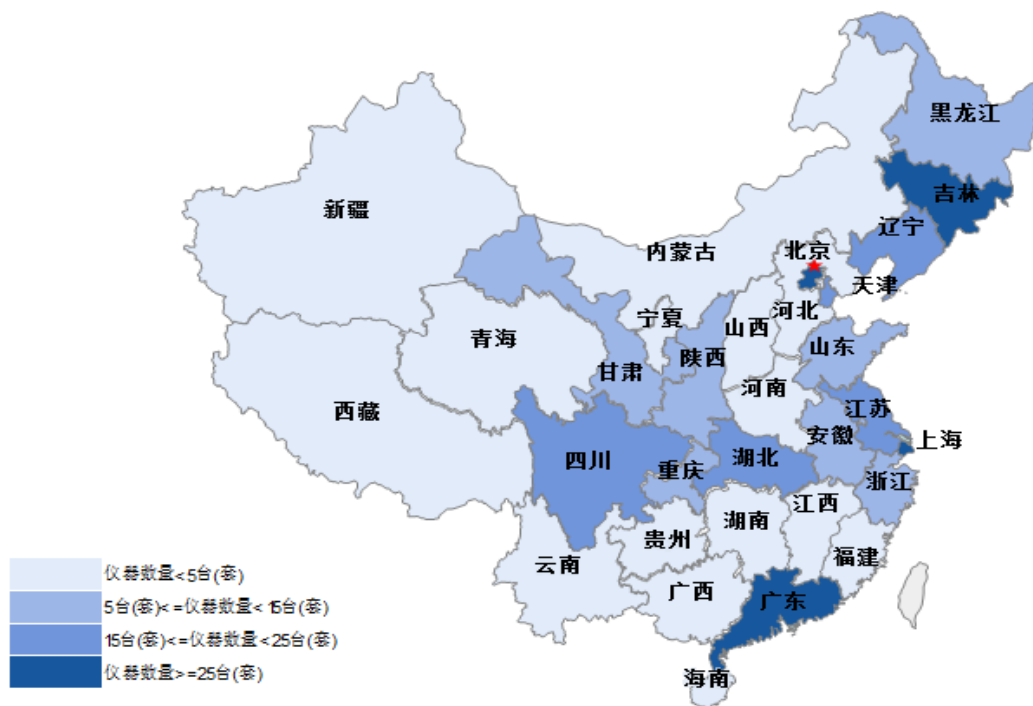 黑龙江
吉林
辽宁
新疆
内蒙古
北京
天津
河北
宁夏
山西
青海
陕西
山东
甘肃
河南
西藏
江苏
安徽
上海
四川
湖北
重庆
浙江
江西
湖南
贵州
福建
云南
广西
广东
海南
仪器数量<5台(套)
5台(套)<=仪器数量<15台(套)
15台(套)<=仪器数量<25台(套)
仪器数量>=25台(套)